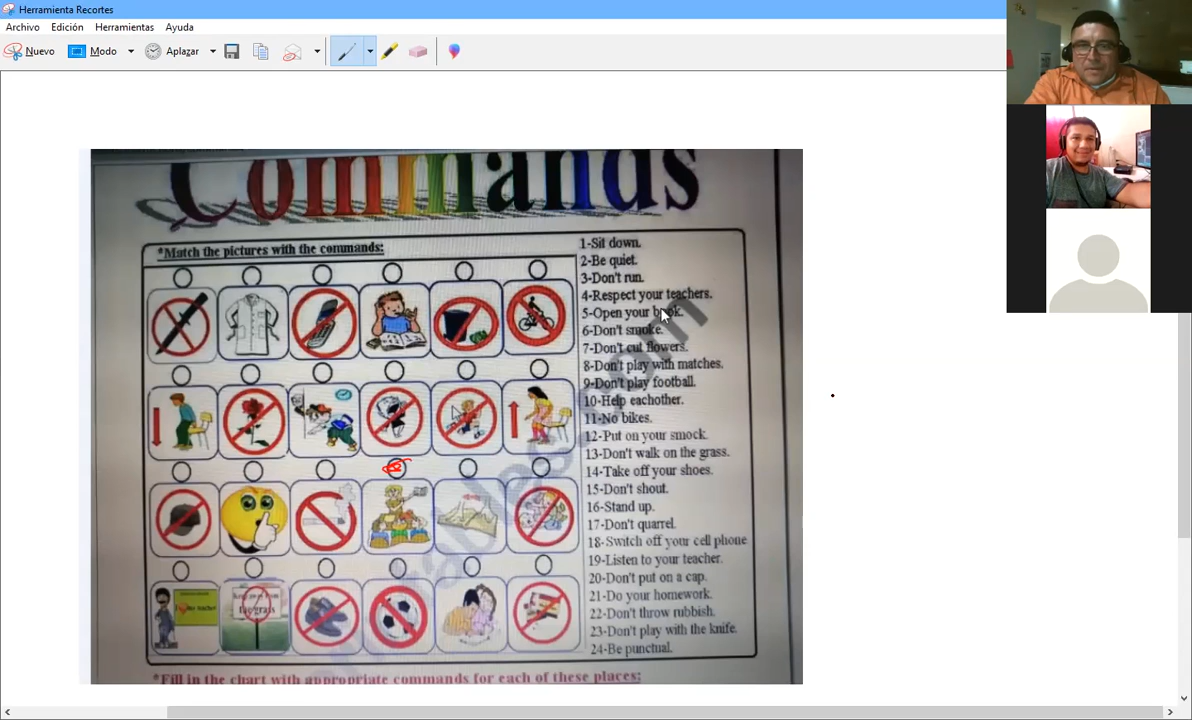 Herramienta Recortes
Archivo Edición Herramientas Ayuda
Nuevo Modo Aplazar
Commands
*Match the pictures with the commands:
1-Sit down.
2-Be quiet.
3-Don't run.
4-Respect your teachers.
5-Open your book.
6-Don't smoke.
7-Don't cut flowers.
8-Don't play with matches.
9-Don't play football.
10-Help eachother.
11-No bikes.
12-Put on your smock.
13-Don't walk on the grass.
14-Take off your shoes.
15-Don't shout.
16-Stand up.
17-Don't quarrel.
18-Switch off your cell phone
19-Listen to your teacher.
20-Don't put on a cap.
21-Do your homework.
22-Don't throw rubbish.
23-Don't play with the knife.
24-Be punctual.
the grass
*Fill in the chart with appropriate commands for each of these places: